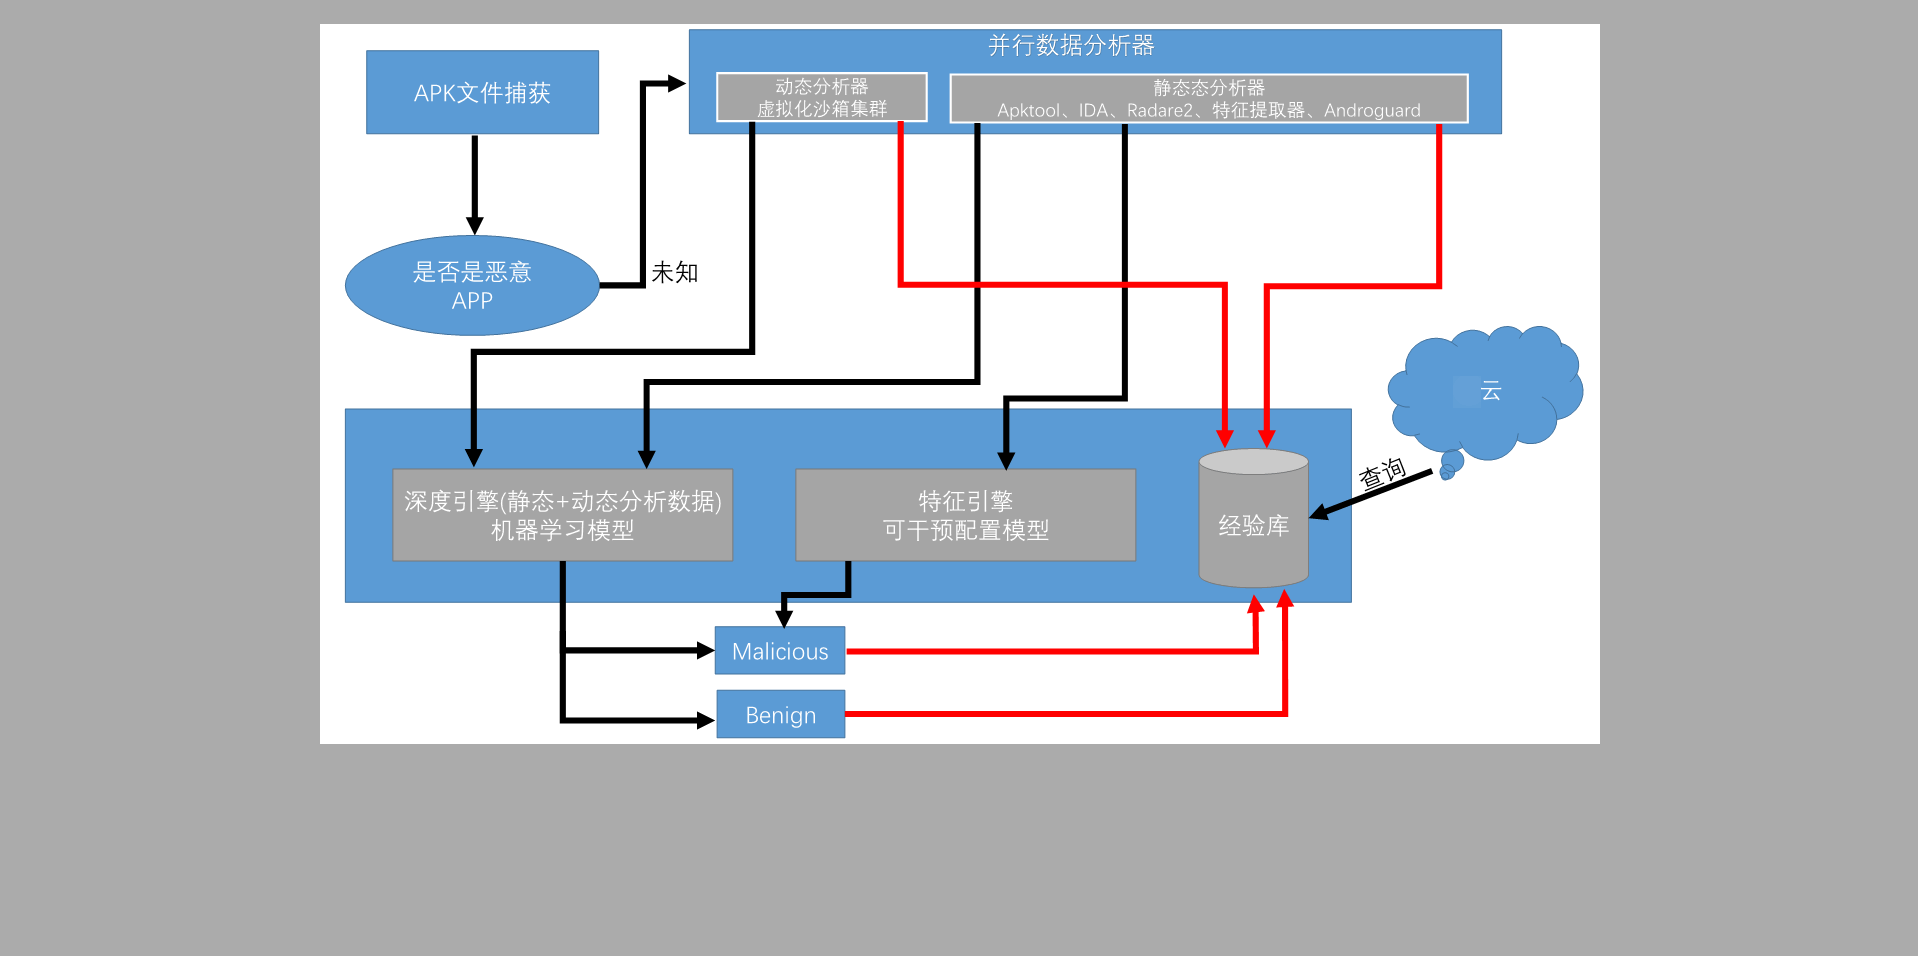 并行数据分析器
APK文件捕获
动态分析器
虚拟化沙箱集群
静态态分析器
Apktool、IDA、Radare2、特征提取器、Androguard
是否是恶意
APP
未知
云
查询
深度引擎(静态+动态分析数据)
机器学习模型
特征引擎
可干预配置模型
经验库
Malicious
Benign